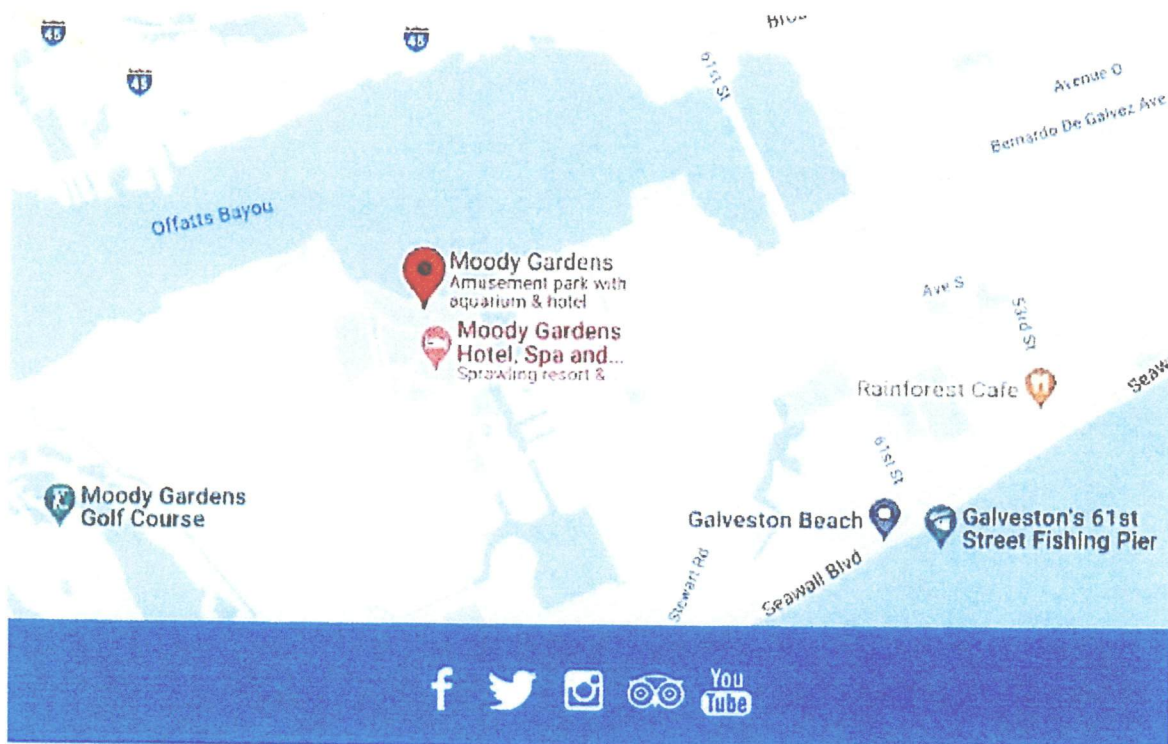 45
45
45
61st St
Avenue O
Bernardo De Galvez Ave
Offatts Bayou
Moody Gardens
Amusement park with
aquarium & hotel
Moody Gardens
Hotel, Spa and...
Sprawling resort &
Ave S
53rd St
Rainforest Cafe
Seaw
61st St
Moody Gardens
Golf Course
Galveston Beach
Galveston's 61st
Street Fishing Pier
Stewart Rd
Seawall Blvd
f
You
Tube